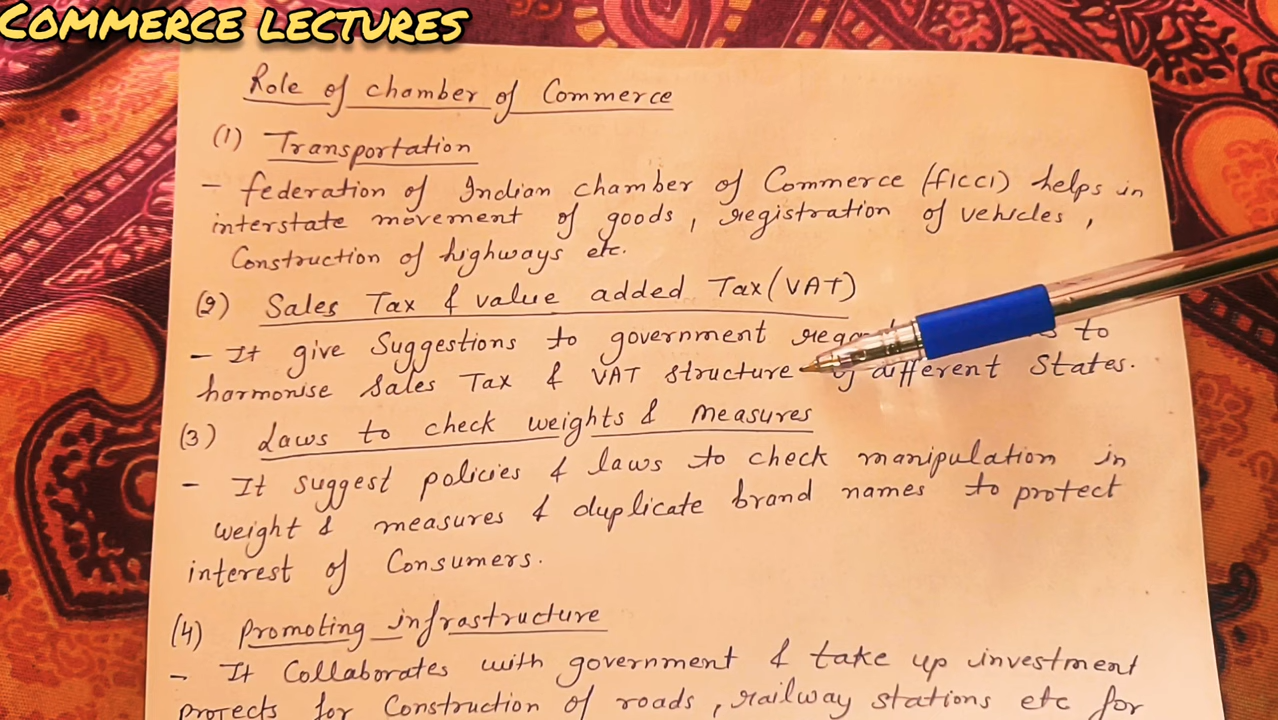 COMMERCE LECTURES
Role of chamber of Commerce
(1) Transportation
- federation of Indian chamber of Commerce (fICCI) helps in
interstate movement of goods, registration of vehicles,
Construction of highways etc.
(2) Sales Tax & value added Tax (VAT)
- It give Suggestions to government to
harmonise Sales Tax & VAT structure of different States.
(3) Laws to check weights & measures
- It suggest policies & laws to check manipulation in
weight & measures & duplicate brand names to protect
interest of Consumers.
(4) Promoting infrastructure
- It Collaborates with government & take up investment
for Construction of roads, railway stations etc for